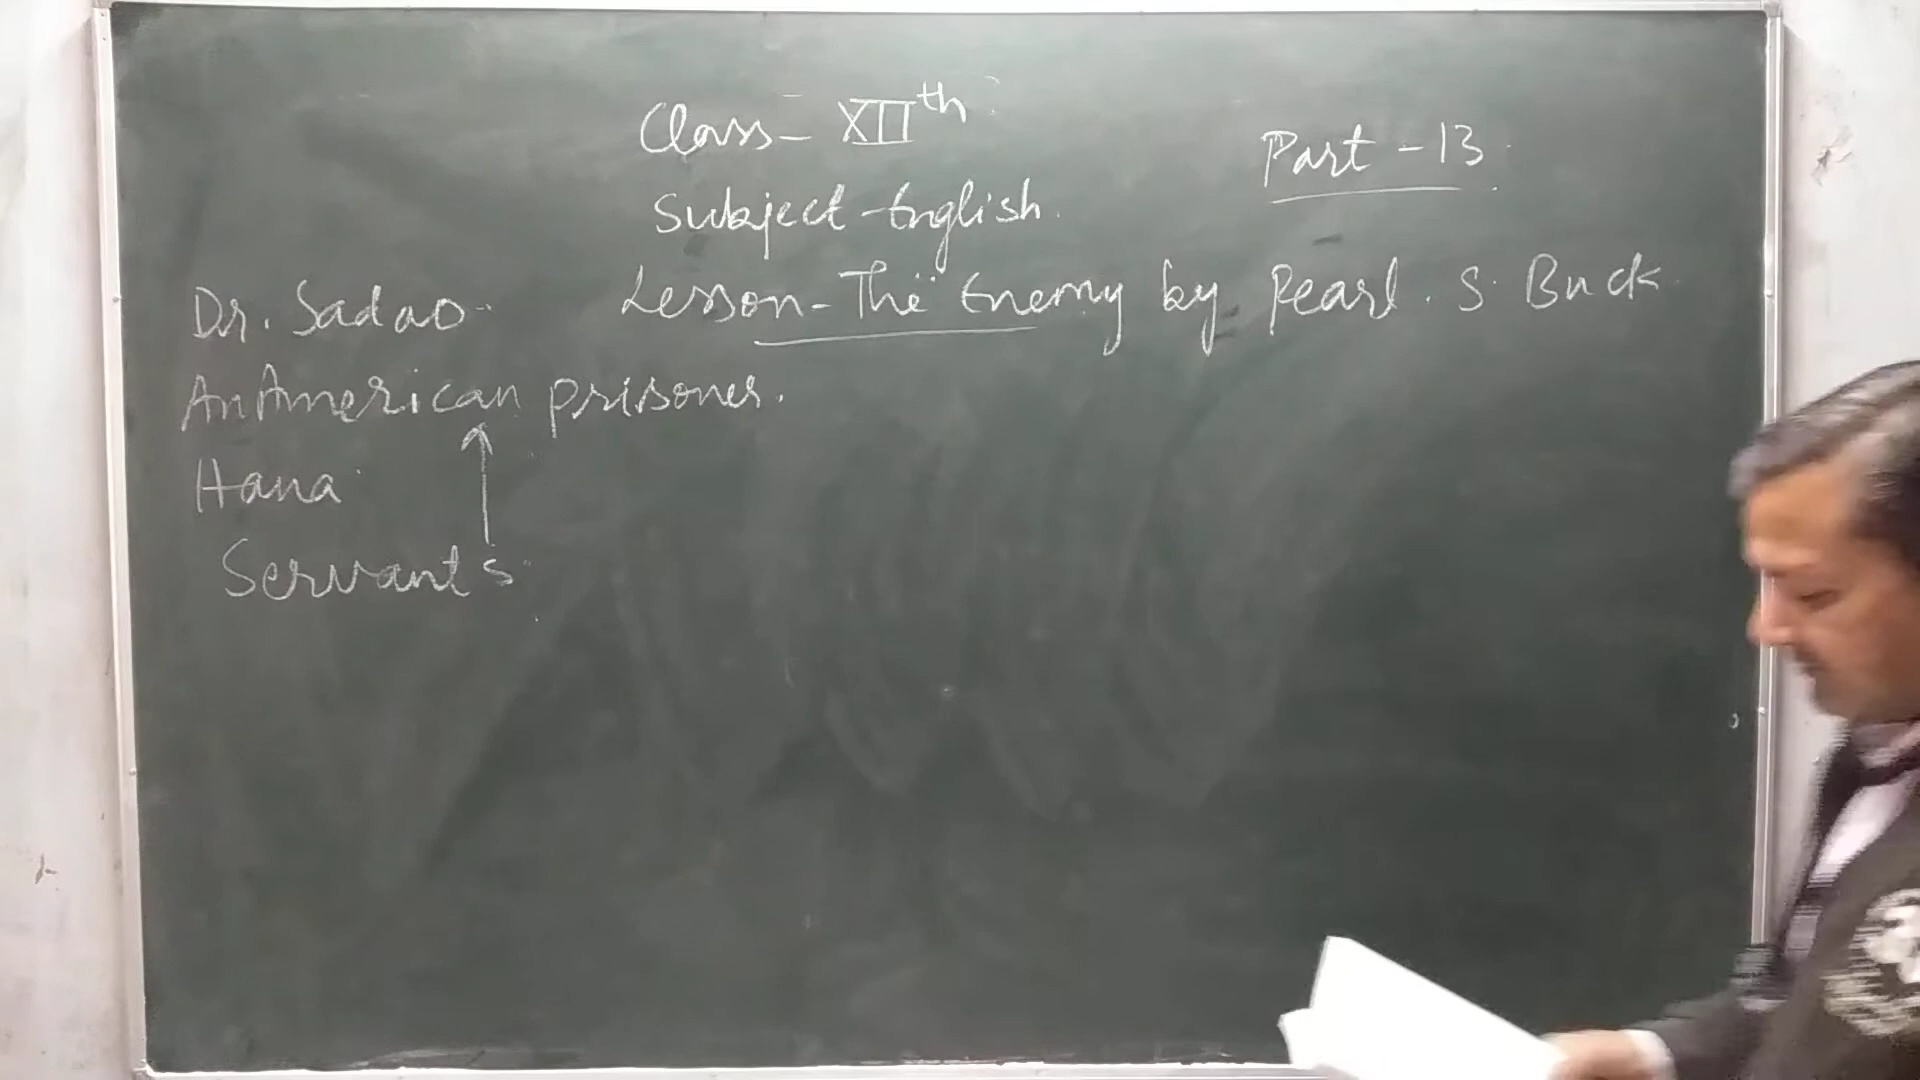 Class - XIIth
Part - 13
Subject - English.
Dr. Sadao
Lesson - The Enemy by Pearl. S. Buck
An American prisoner.
Hana
Servants